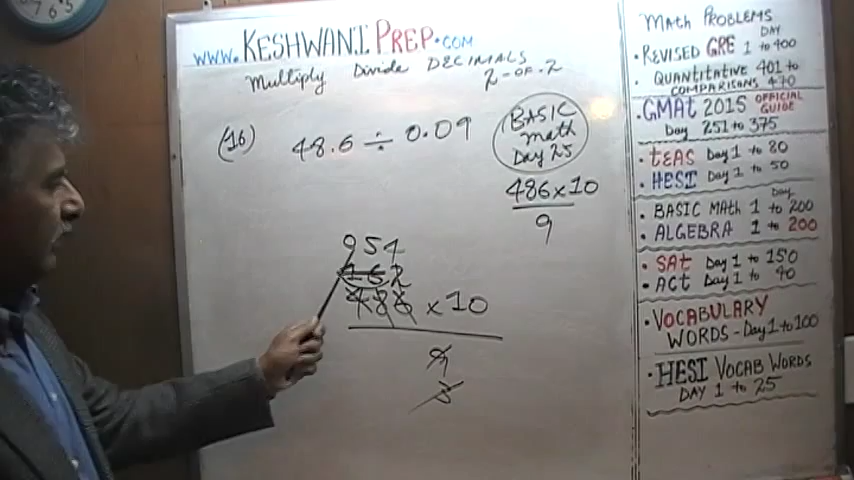 www.KESHWANIPREP.COM
Multiply Divide DECIMALS
2-OF-2
(16) 48.6 ÷ 0.09
BASIC
math
Day 25
486×10
9
954
162
486 ×10
9
MATH PROBLEMS
DAY
• REVISED GRE 1 to 400
• QUANTITATIVE 401 to
COMPARISONS 470
• GMAt 2015 OFFICIAL
GUIDE
Day 251 to 375
• tEAS Day 1 to 80
• HESI Day 1 to 50
Day
• BASIC MAth 1 to 200
• ALGEBRA 1 to 200
• SAt Day 1 to 150
• ACt Day 1 to 40
• VOCABULARY
WORDS - Day 1 to 100
• HESI VOCAB WORDS
DAY 1 to 25